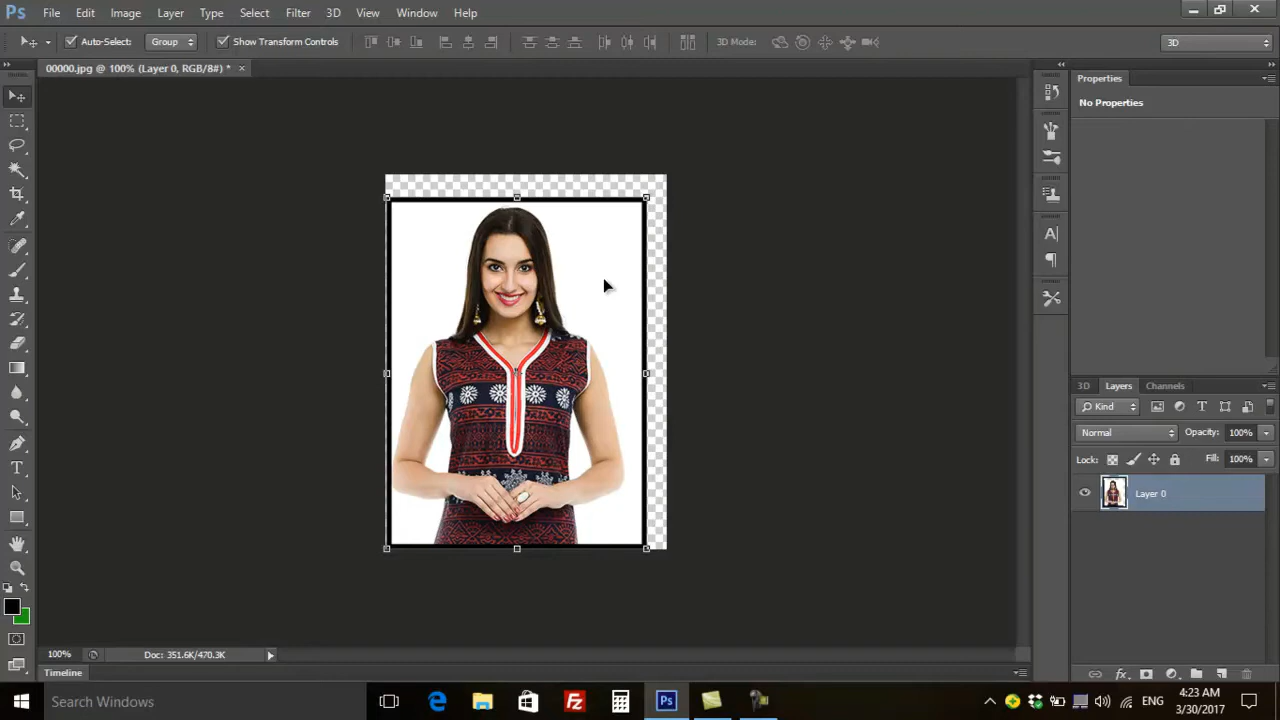 Ps File Edit Image Layer Type Select Filter 3D View Window Help
Auto-Select: Group Show Transform Controls 3D Mode: 3D
00000.jpg @ 100% (Layer 0, RGB/8#) * ×
Properties
No Properties
3D Layers Channels
Kind
Normal Opacity: 100%
Lock: Fill: 100%
Layer 0
100% Doc: 351.6K/470.3K
Timeline
Search Windows
ENG
4:23 AM
3/30/2017